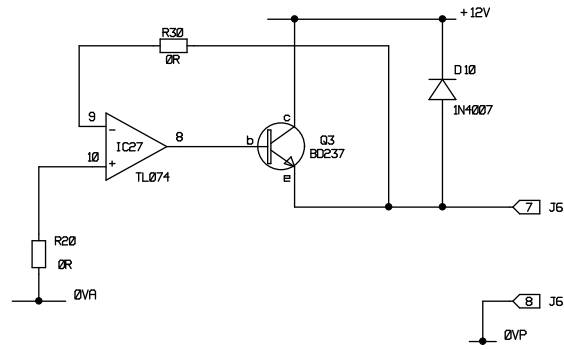 +12V
R30
0R
D10
1N4007
9
-
IC27
8
b
c
Q3
BD237
10
+
TL074
e
7
J6
R20
0R
0VA
8
J6
0VP